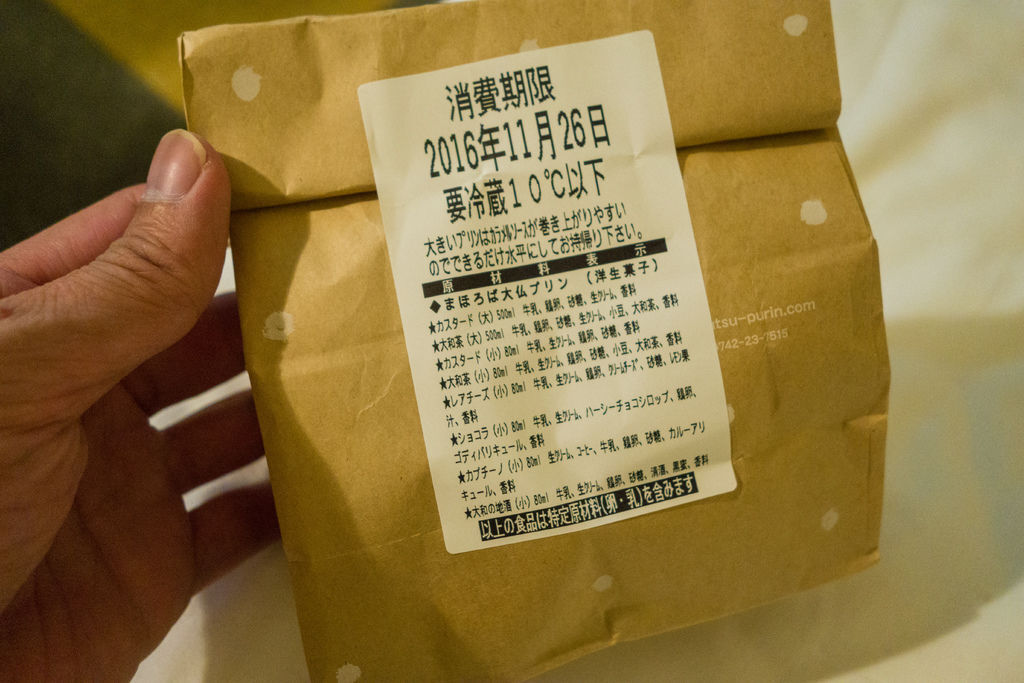 消費期限
2016年11月26日
要冷蔵10℃以下
大きいプリンはカラメルソースが巻き上がりやすい
のでできるだけ水平にしてお持帰り下さい。
原材料表示
◆まほろば大仏プリン (洋生菓子)
★カスタード(大)500ml 牛乳、鶏卵、砂糖、生クリーム、香料
★大和茶(大)500ml 牛乳、鶏卵、砂糖、生クリーム、小豆、大和茶、香料
★カスタード(小)80ml 牛乳、生クリーム、鶏卵、砂糖、香料
★大和茶(小)80ml 牛乳、生クリーム、鶏卵、砂糖、小豆、大和茶、香料
★レアチーズ(小)80ml 牛乳、生クリーム、鶏卵、クリームチーズ、砂糖、レモン果
汁、香料
★ショコラ(小)80ml 牛乳、生クリーム、ハーシーチョコシロップ、鶏卵、
ゴディバリキュール、香料
★カプチーノ(小)80ml 生クリーム、コーヒー、牛乳、鶏卵、砂糖、カルーアリ
キュール、香料
★大和の地酒(小)80ml 牛乳、生クリーム、鶏卵、砂糖、清酒、黒蜜、香料
以上の食品は特定原材料(卵・乳)を含みます
tsu-purin.com
742-23-7515